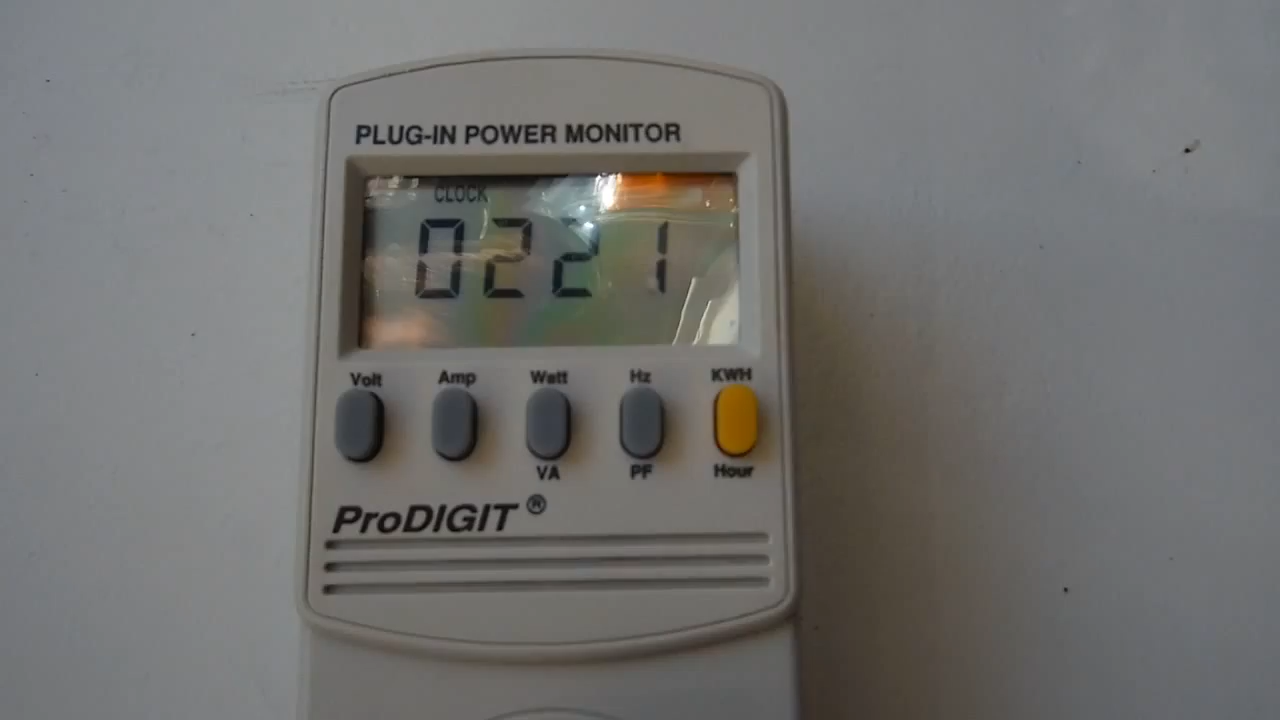 PLUG-IN POWER MONITOR
CLOCK
0221
Volt Amp Watt Hz KWH
VA PF Hour
ProDIGIT ®